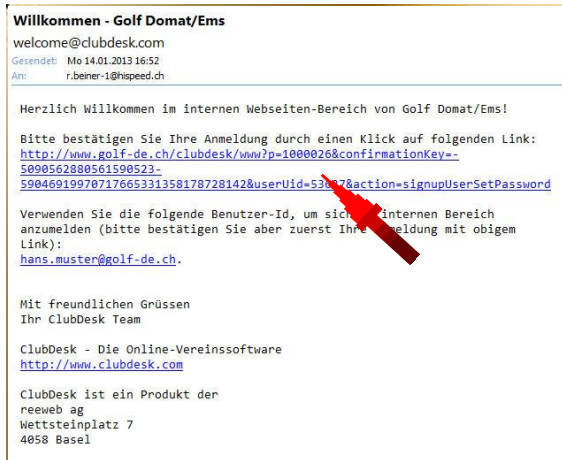 Willkommen - Golf Domat/Ems
welcome@clubdesk.com
Gesendet: Mo 14.01.2013 16:52
An: r.beiner-1@hispeed.ch
Herzlich Willkommen im internen Webseiten-Bereich von Golf Domat/Ems!
Bitte bestätigen Sie Ihre Anmeldung durch einen Klick auf folgenden Link:
http://www.golf-de.ch/clubdesk/www?p=1000026&confirmationKey=-
5090562880561590523-
5904691997071766533135817872814​2&userUid=53697&action=signupUserSetPassword
Verwenden Sie die folgende Benutzer-Id, um sich internen Bereich
anzumelden (bitte bestätigen Sie aber zuerst Ihre meldung mit obigem
Link):
hans.muster@golf-de.ch.
Mit freundlichen Grüssen
Ihr ClubDesk Team
ClubDesk - Die Online-Vereinssoftware
http://www.clubdesk.com
ClubDesk ist ein Produkt der
reeweb ag
Wettsteinplatz 7
4058 Basel